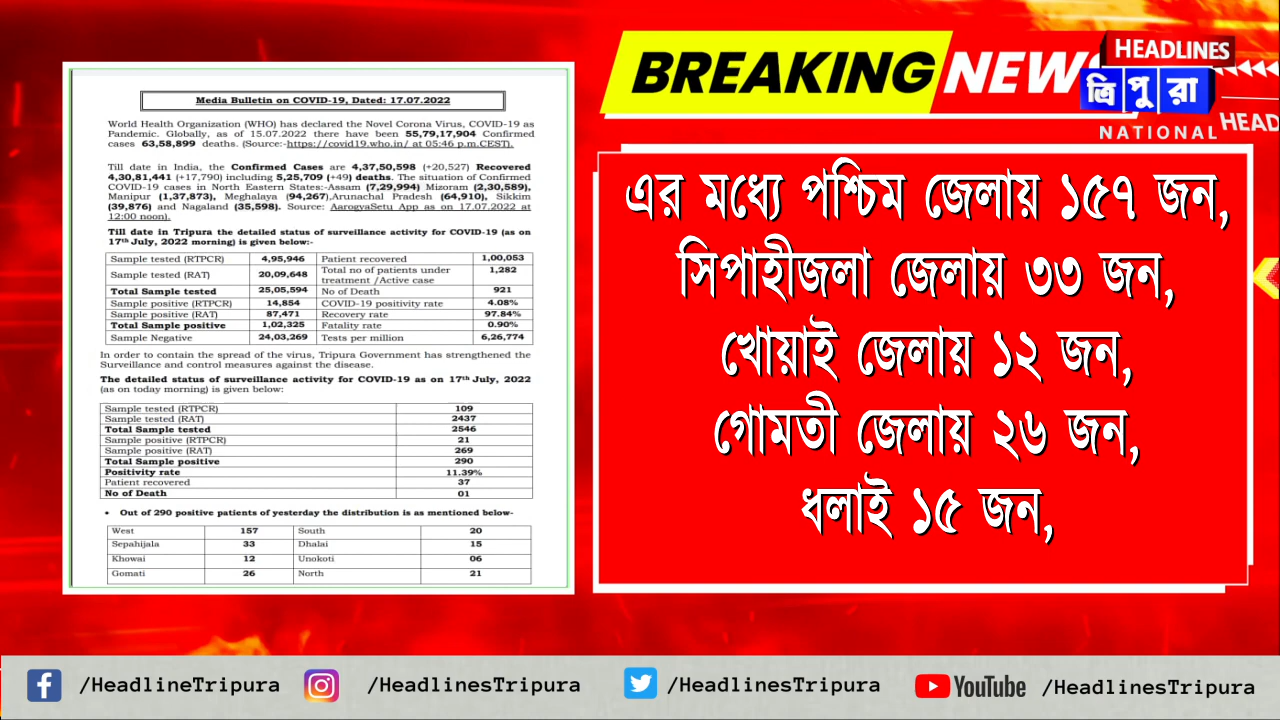 Media Bulletin on COVID-19, Dated: 17.07.2022
World Health Organization (WHO) has declared the Novel Corona Virus, COVID-19 as
Pandemic. Globally, as of 15.07.2022 there have been 55,79,17,904 Confirmed
cases 63,58,899 deaths. (Source:-https://covid19.who.in/ at 05:46 p.m.CEST).
Till date in India, the Confirmed Cases are 4,37,50,598 (+20,527) Recovered
4,30,81,441 (+17,790) including 5,25,709 (+49) deaths. The situation of Confirmed
COVID-19 cases in North Eastern States:-Assam (7,29,994) Mizoram (2,30,589),
Manipur (1,37,873), Meghalaya (94,267),Arunachal Pradesh (64,910), Sikkim
(39,876) and Nagaland (35,598). Source: AarogyaSetu App as on 17.07.2022 at
12:00 noon).
Till date in Tripura the detailed status of surveillance activity for COVID-19 (as on
17th July, 2022 morning) is given below:-
Sample tested (RTPCR) 4,95,946 Patient recovered 1,00,053
Sample tested (RAT) 20,09,648 Total no of patients under treatment /Active case 1,282
Total Sample tested 25,05,594 No of Death 921
Sample positive (RTPCR) 14,854 COVID-19 positivity rate 4.08%
Sample positive (RAT) 87,471 Recovery rate 97.84%
Total Sample positive 1,02,325 Fatality rate 0.90%
Sample Negative 24,03,269 Tests per million 6,26,774
In order to contain the spread of the virus, Tripura Government has strengthened the
Surveillance and control measures against the disease.
The detailed status of surveillance activity for COVID-19 as on 17th July, 2022
(as on today morning) is given below:
Sample tested (RTPCR) 109
Sample tested (RAT) 2437
Total Sample tested 2546
Sample positive (RTPCR) 21
Sample positive (RAT) 269
Total Sample positive 290
Positivity rate 11.39%
Patient recovered 37
No of Death 01
• Out of 290 positive patients of yesterday the distribution is as mentioned below-
West 157 South 20
Sepahijala 33 Dhalai 15
Khowai 12 Unokoti 06
Gomati 26 North 21
BREAKING NEWS
HEADLINES
ত্রিপুরা
NATIONAL
HEAD
এর মধ্যে পশ্চিম জেলায় ১৫৭ জন,
সিপাহীজলা জেলায় ৩৩ জন,
খোয়াই জেলায় ১২ জন,
গোমতী জেলায় ২৬ জন,
ধলাই ১৫ জন,
/HeadlineTripura /HeadlinesTripura /HeadlinesTripura YouTube /HeadlinesTripura